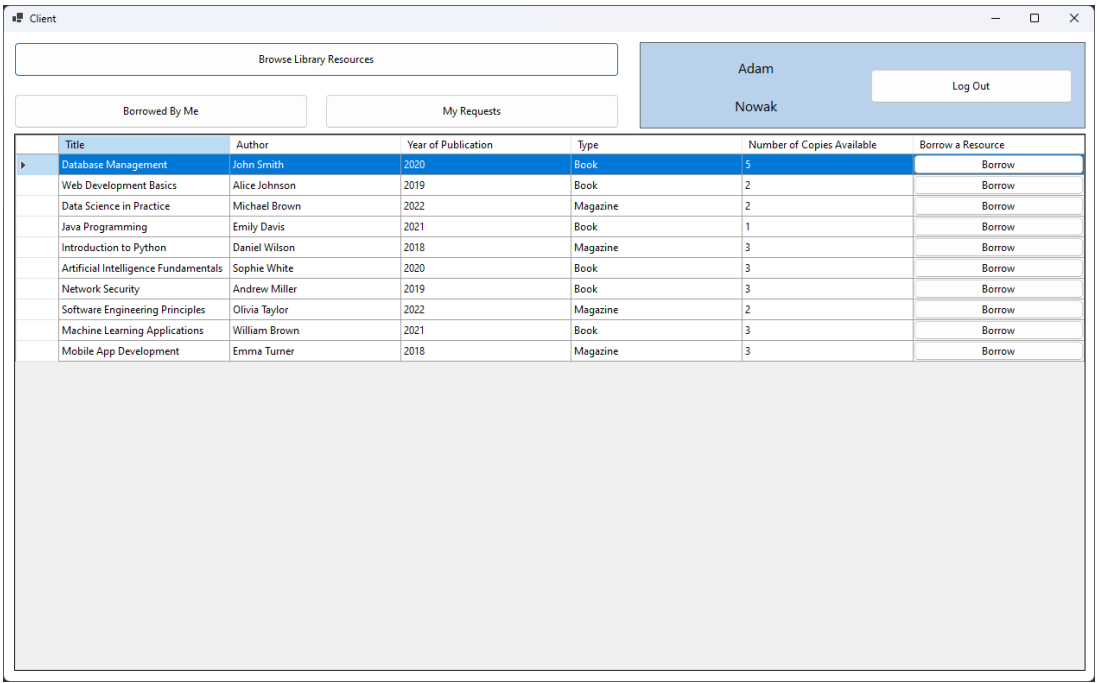 Client
Browse Library Resources
Adam
Log Out
Nowak
Borrowed By Me My Requests
Title Author Year of Publication Type Number of Copies Available Borrow a Resource
Database Management John Smith 2020 Book 5 Borrow
Web Development Basics Alice Johnson 2019 Book 2 Borrow
Data Science in Practice Michael Brown 2022 Magazine 2 Borrow
Java Programming Emily Davis 2021 Book 1 Borrow
Introduction to Python Daniel Wilson 2018 Magazine 3 Borrow
Artificial Intelligence Fundamentals Sophie White 2020 Book 3 Borrow
Network Security Andrew Miller 2019 Book 3 Borrow
Software Engineering Principles Olivia Taylor 2022 Magazine 2 Borrow
Machine Learning Applications William Brown 2021 Book 3 Borrow
Mobile App Development Emma Turner 2018 Magazine 3 Borrow